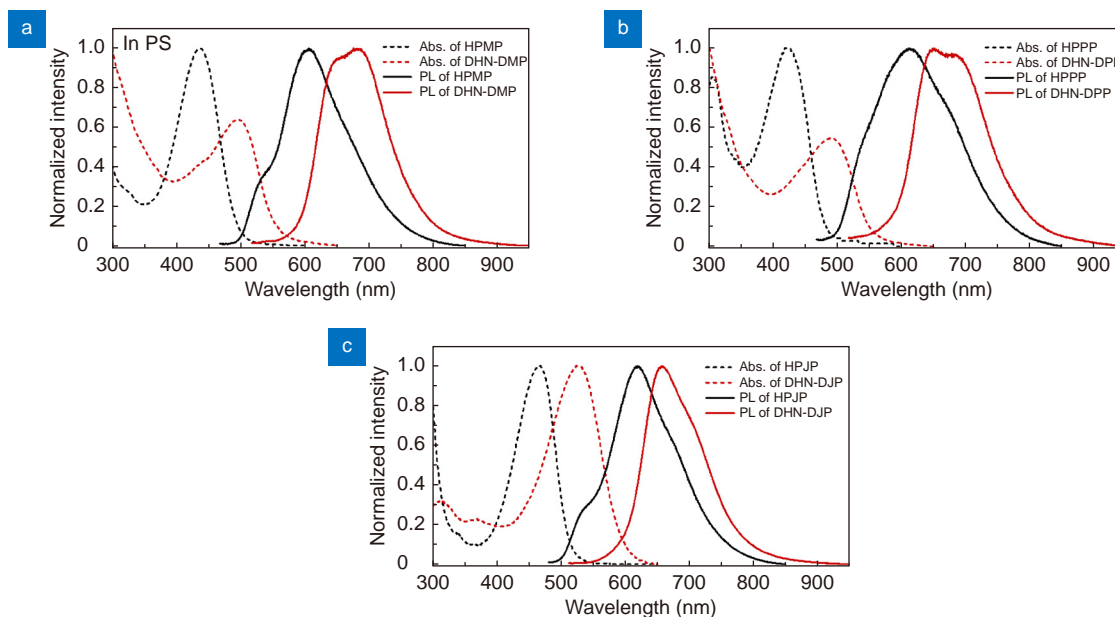 a
In PS
Abs. of HPMP
Abs. of DHN-DMP
PL of HPMP
PL of DHN-DMP
Normalized intensity
1.0
0.8
0.6
0.4
0.2
0
300 400 500 600 700 800 900
Wavelength (nm)
b
Abs. of HPPP
Abs. of DHN-DPP
PL of HPPP
PL of DHN-DPP
Normalized intensity
1.0
0.8
0.6
0.4
0.2
0
300 400 500 600 700 800 900
Wavelength (nm)
c
Abs. of HPJP
Abs. of DHN-DJP
PL of HPJP
PL of DHN-DJP
Normalized intensity
1.0
0.8
0.6
0.4
0.2
0
300 400 500 600 700 800 900
Wavelength (nm)